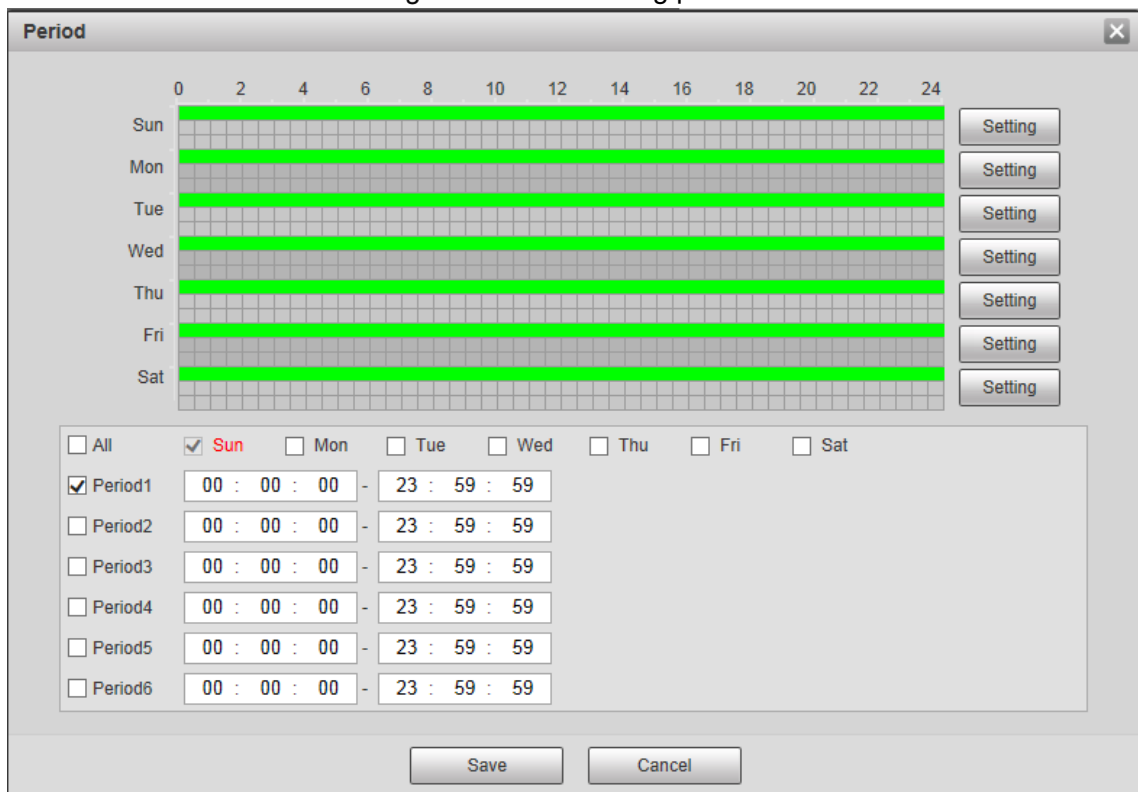 Period
0 2 4 6 8 10 12 14 16 18 20 22 24
Sun Setting
Mon Setting
Tue Setting
Wed Setting
Thu Setting
Fri Setting
Sat Setting
All Sun Mon Tue Wed Thu Fri Sat
Period1 00 : 00 : 00 - 23 : 59 : 59
Period2 00 : 00 : 00 - 23 : 59 : 59
Period3 00 : 00 : 00 - 23 : 59 : 59
Period4 00 : 00 : 00 - 23 : 59 : 59
Period5 00 : 00 : 00 - 23 : 59 : 59
Period6 00 : 00 : 00 - 23 : 59 : 59
Save Cancel